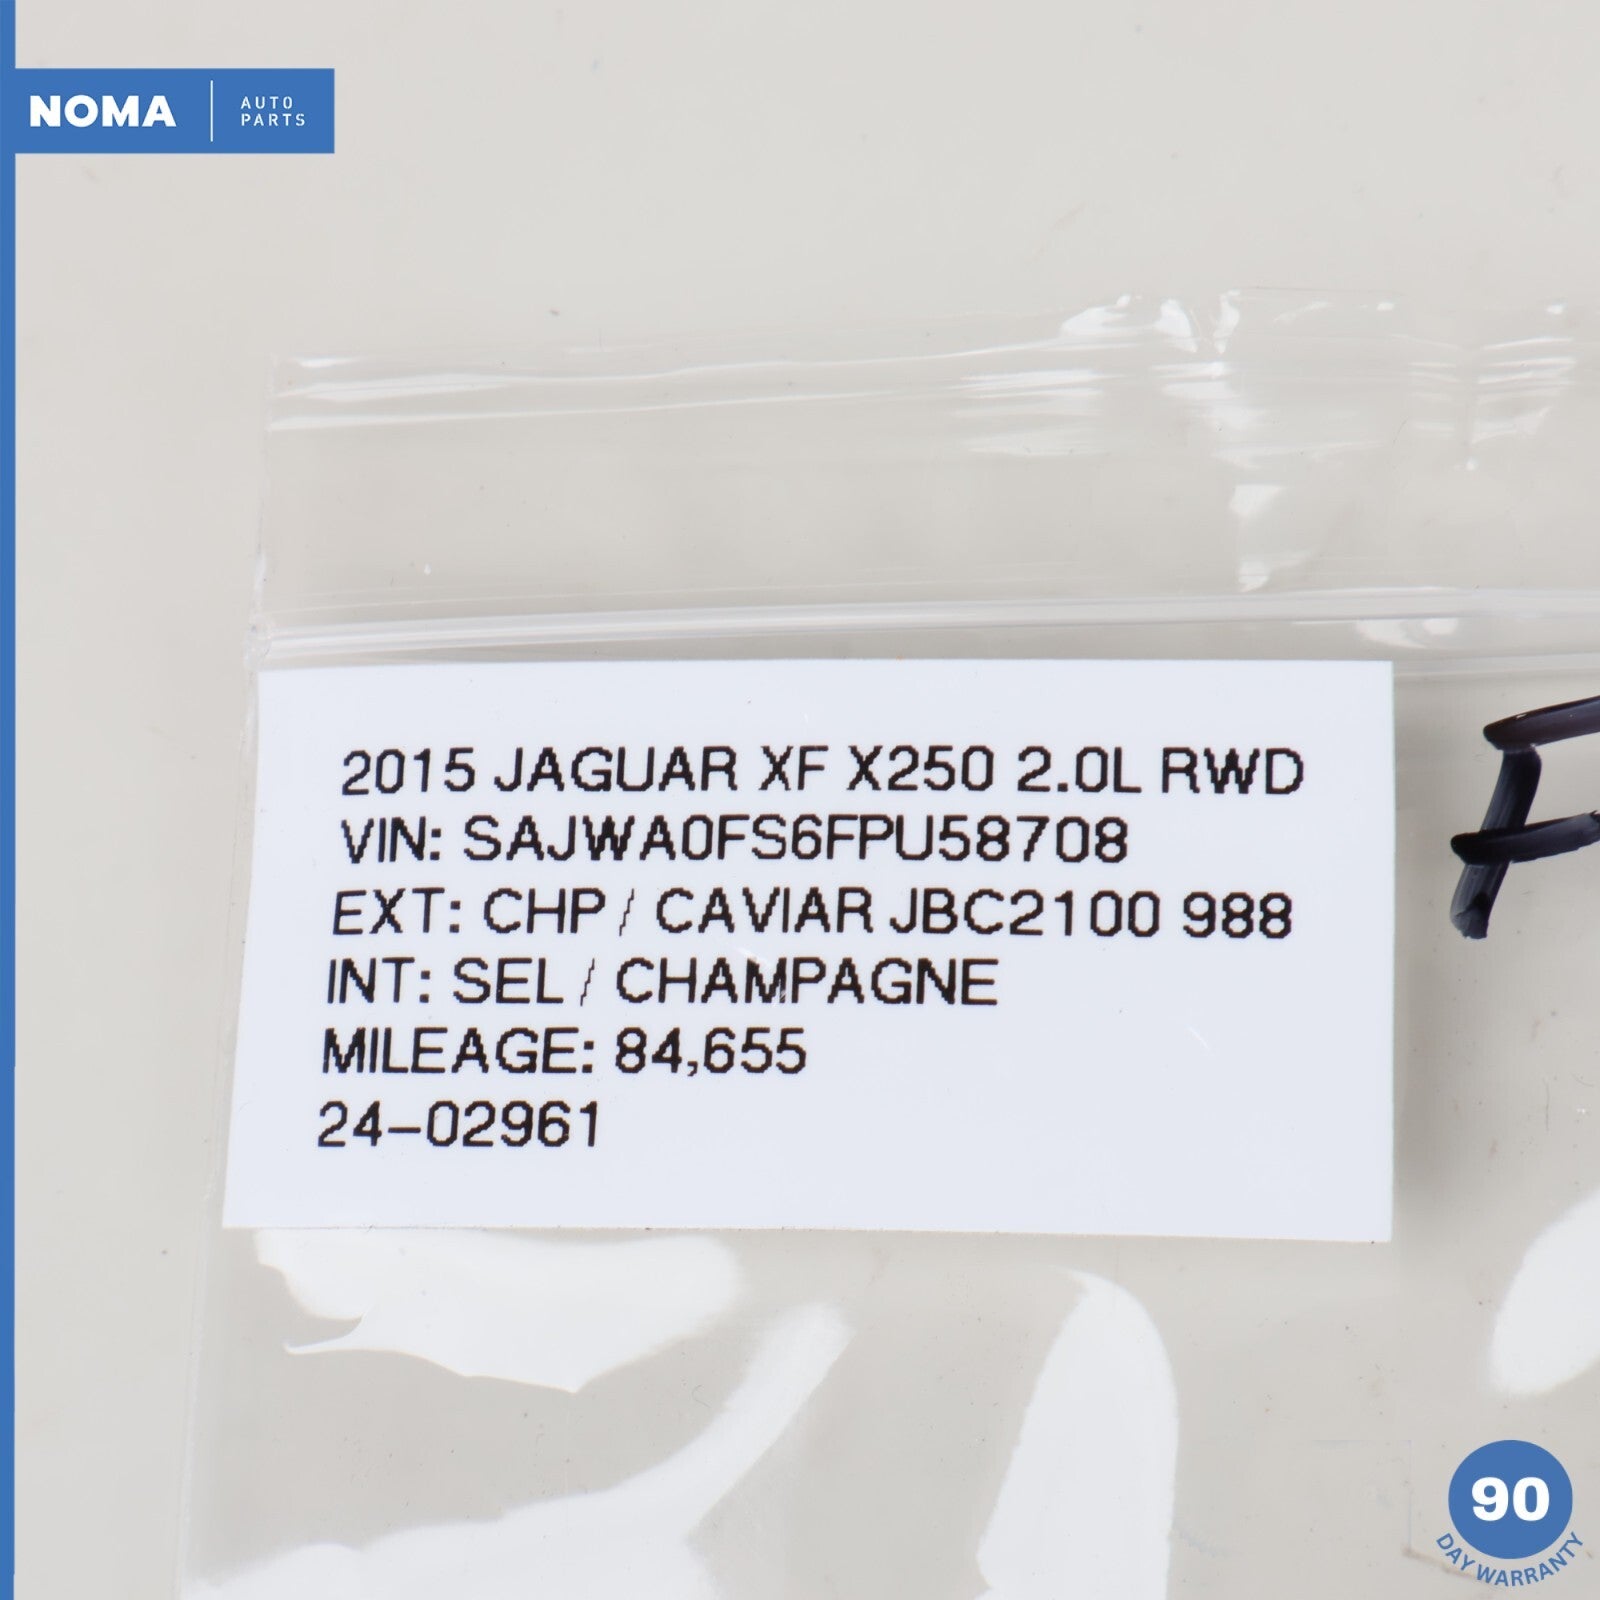 NOMA
AUTO
PARTS
2015 JAGUAR XF X250 2.0L RWD
VIN: SAJWA0FS6FPU58708
EXT: CHP / CAVIAR JBC2100 988
INT: SEL / CHAMPAGNE
MILEAGE: 84,655
24-02961
90
DAY WARRANTY